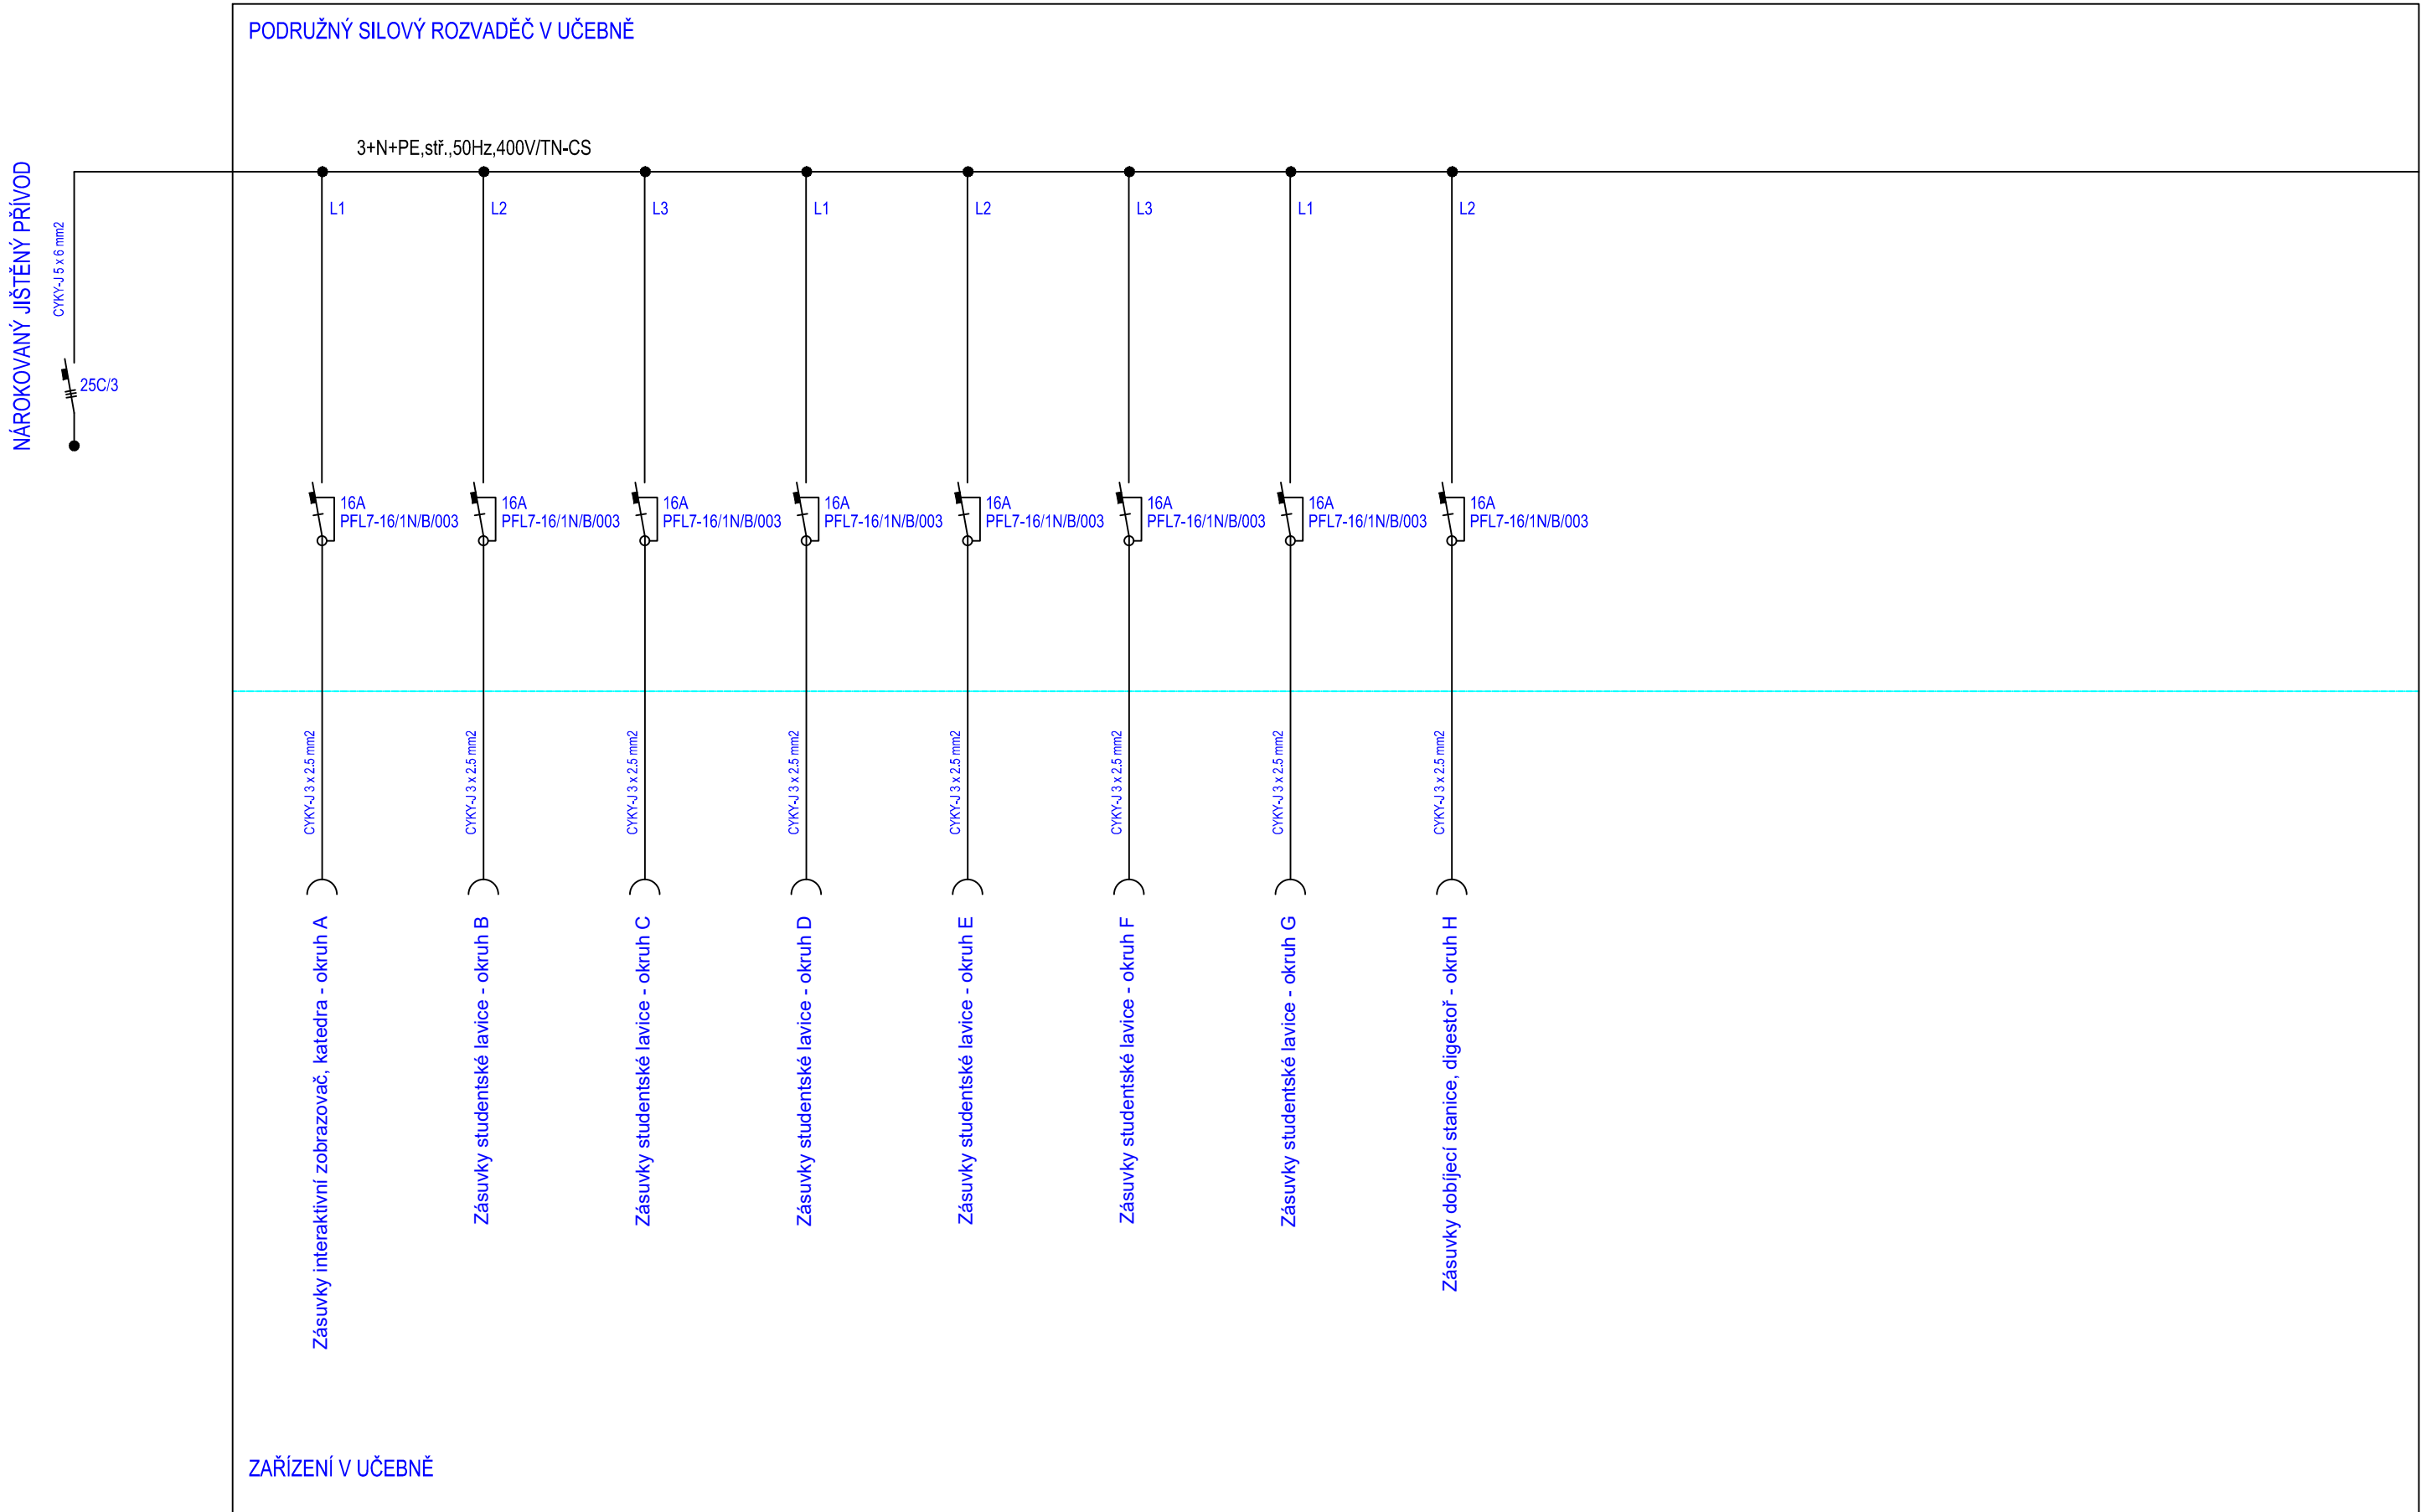 PODRUŽNÝ SILOVÝ ROZVADĚČ V UČEBNĚ
3+N+PE,stř.,50Hz,400V/TN-CS
NÁROKOVANÝ JIŠTĚNÝ PŘÍVOD
CYKY-J 5 x 6 mm2
25C/3
L1
L2
L3
L1
L2
L3
L1
L2
16A
PFL7-16/1N/B/003
16A
PFL7-16/1N/B/003
16A
PFL7-16/1N/B/003
16A
PFL7-16/1N/B/003
16A
PFL7-16/1N/B/003
16A
PFL7-16/1N/B/003
16A
PFL7-16/1N/B/003
16A
PFL7-16/1N/B/003
CYKY-J 3 x 2.5 mm2
CYKY-J 3 x 2.5 mm2
CYKY-J 3 x 2.5 mm2
CYKY-J 3 x 2.5 mm2
CYKY-J 3 x 2.5 mm2
CYKY-J 3 x 2.5 mm2
CYKY-J 3 x 2.5 mm2
CYKY-J 3 x 2.5 mm2
Zásuvky interaktivní zobrazovač, katedra - okruh A
Zásuvky studentské lavice - okruh B
Zásuvky studentské lavice - okruh C
Zásuvky studentské lavice - okruh D
Zásuvky studentské lavice - okruh E
Zásuvky studentské lavice - okruh F
Zásuvky studentské lavice - okruh G
Zásuvky dobíjecí stanice, digestoř - okruh H
ZAŘÍZENÍ V UČEBNĚ